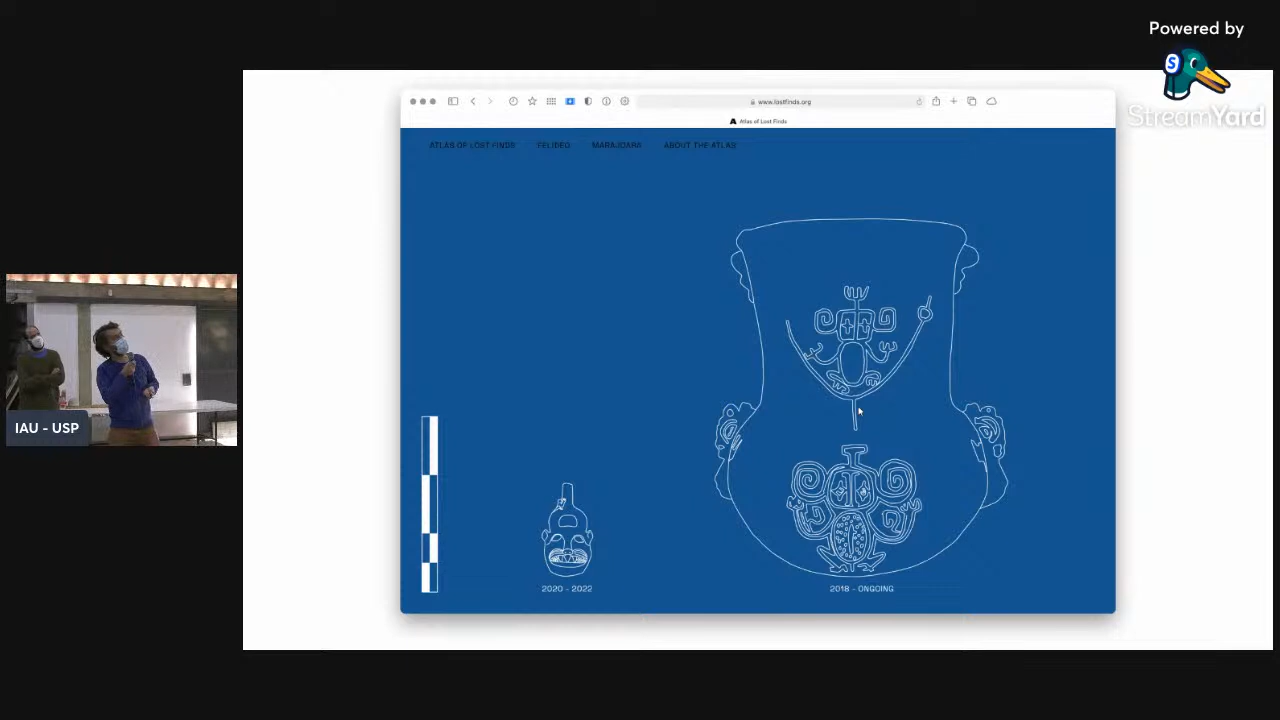 Powered by
S
StreamYard
www.lostfinds.org
Atlas of Lost Finds
ATLAS OF LOST FINDS FELIDEO MARAJOARA ABOUT THE ATLAS
IAU - USP
2020 - 2022
2018 - ONGOING